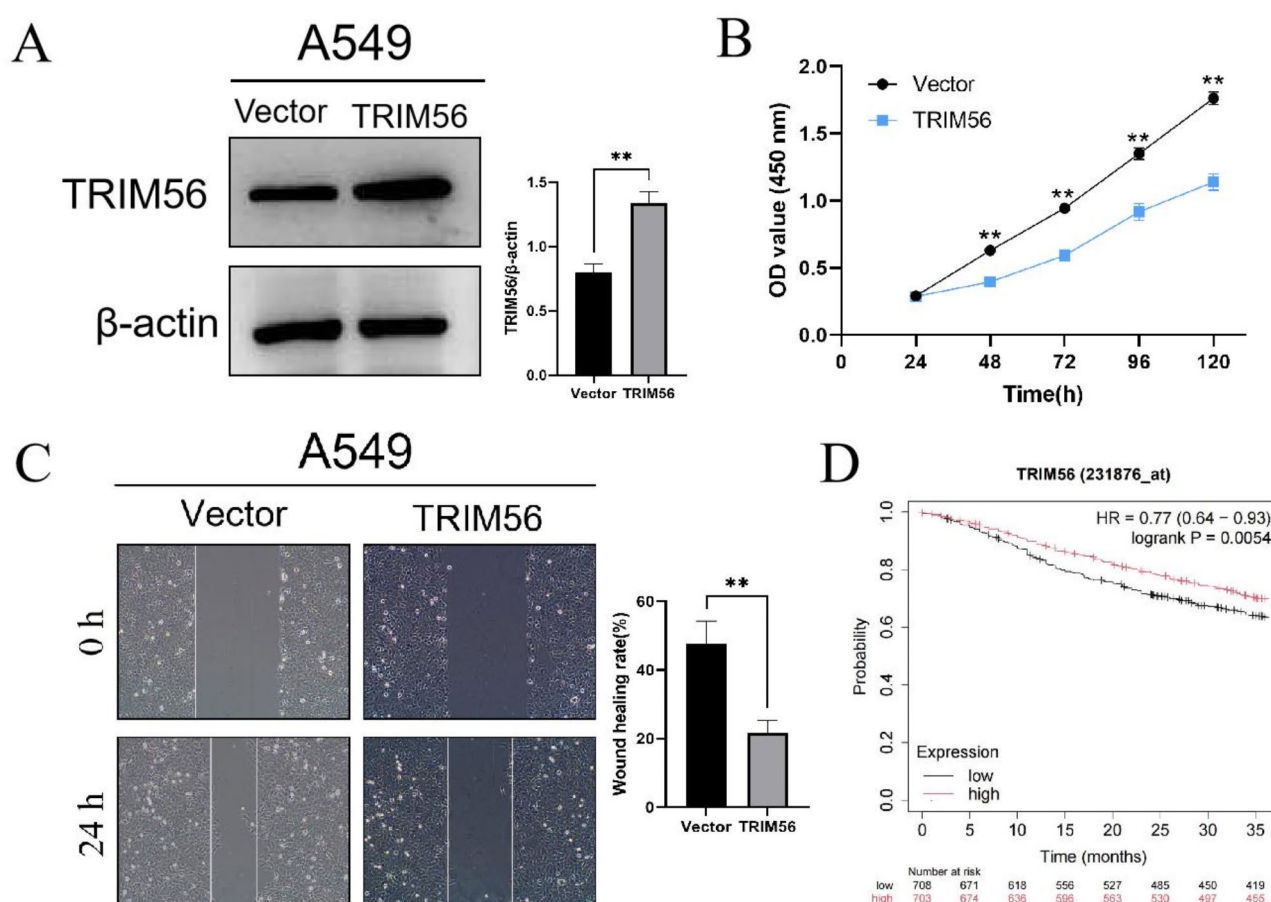 A
A549
Vector TRIM56
TRIM56
β-actin
**
1.5
1.0
0.5
0.0
TRIM56/β-actin
Vector TRIM56
B
2.0
1.5
1.0
0.5
0.0
OD value (450 nm)
Vector
TRIM56
**
**
**
**
0 24 48 72 96 120
Time(h)
C
A549
Vector TRIM56
0 h
24 h
**
60
40
20
0
Wound healing rate(%)
Vector TRIM56
D
TRIM56 (231876_at)
HR = 0.77 (0.64 − 0.93)
logrank P = 0.0054
1.0
0.8
0.6
0.4
0.2
0.0
Probability
Expression
low
high
0 5 10 15 20 25 30 35
Time (months)
Number at risk
low 708 671 618 556 527 485 450 419
high 703 674 636 596 563 530 497 455